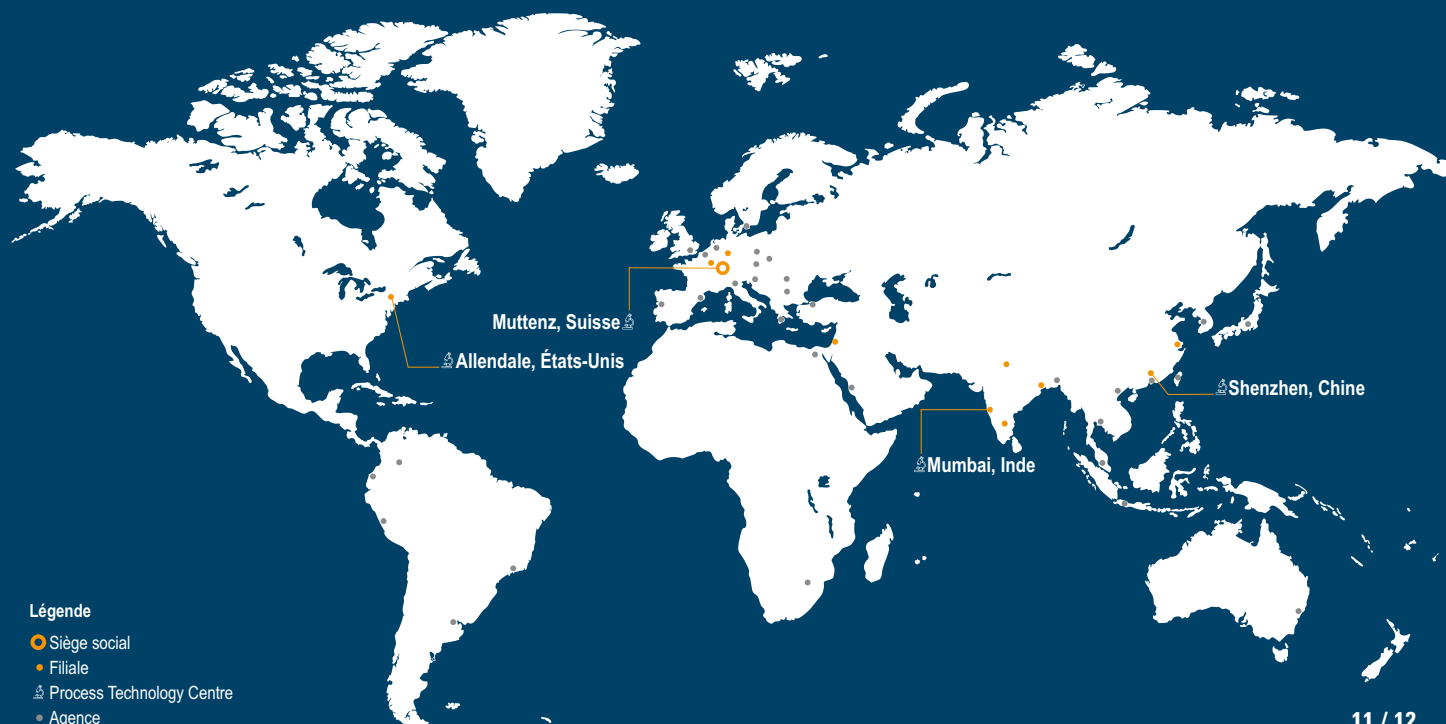 Muttenz, Suisse
Allendale, États-Unis
Shenzhen, Chine
Mumbai, Inde
Légende
Siège social
Filiale
Process Technology Centre
Agence
11 / 12